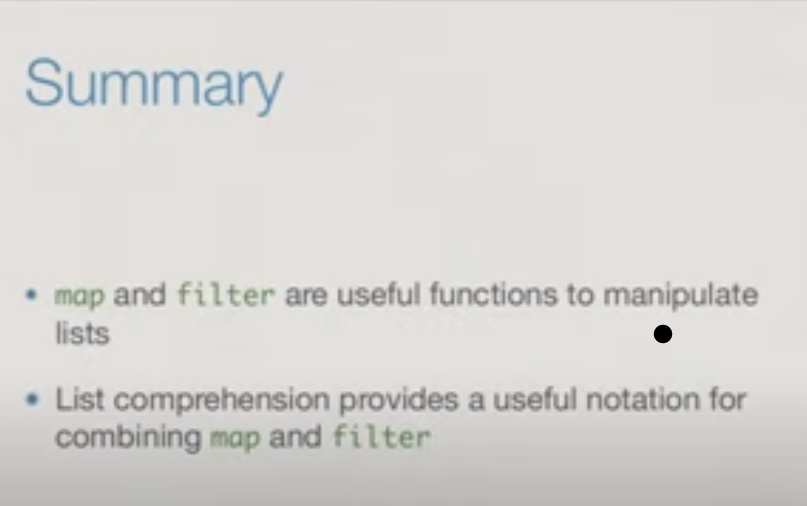 Summary
• map and filter are useful functions to manipulate
lists
• List comprehension provides a useful notation for
combining map and filter